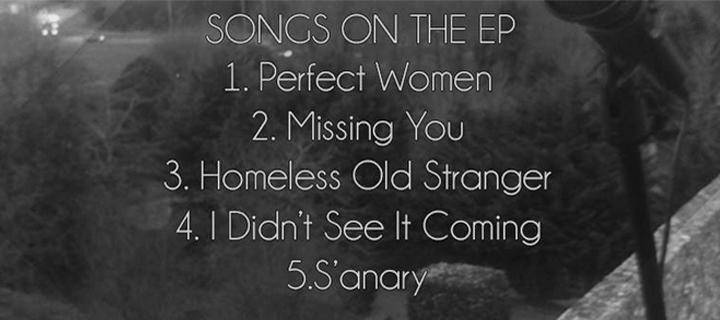 SONGS ON THE EP
1. Perfect Women
2. Missing You
3. Homeless Old Stranger
4. I Didn't See It Coming
5.S'anary